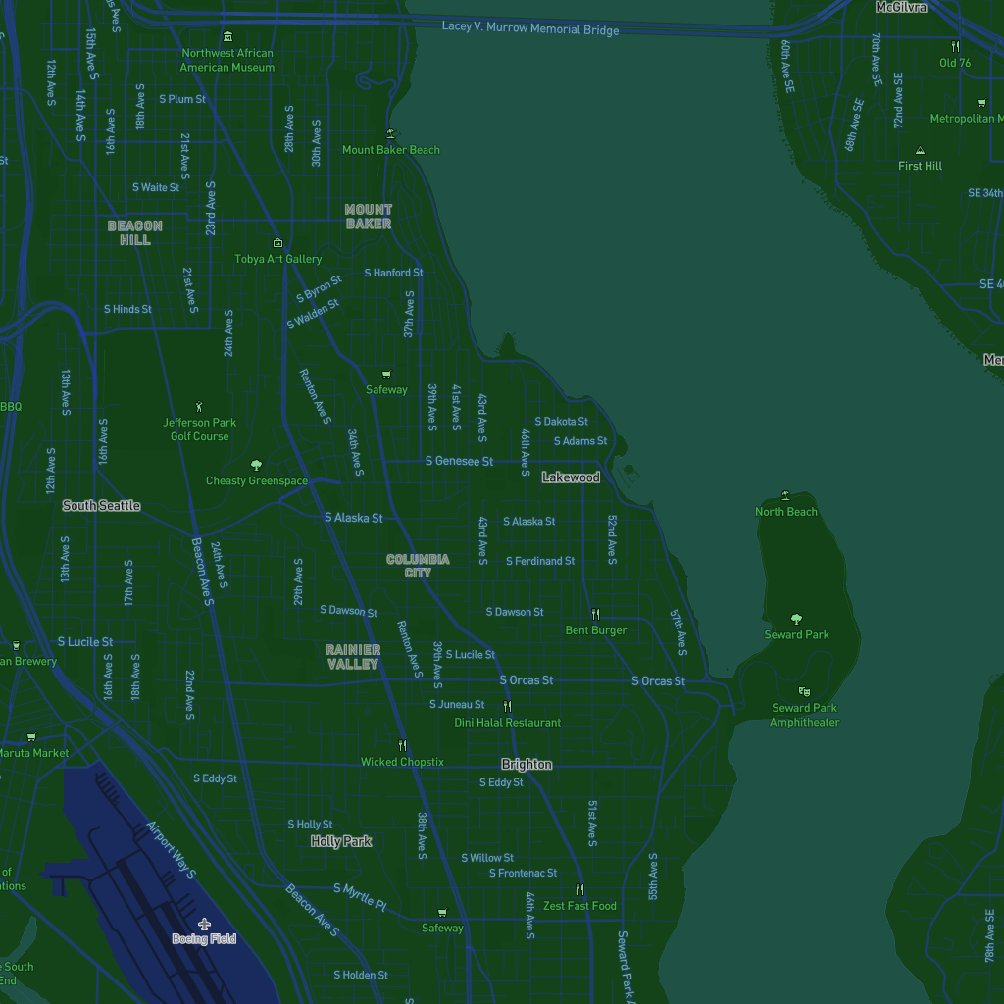 McGilvra
Lacey V. Murrow Memorial Bridge
15th Ave S
Northwest African
American Museum
60th Ave SE
70th Ave SE
Old 76
12th Ave S
14th Ave S
18th Ave S
16th Ave S
S Plum St
72nd Ave SE
68th Ave SE
28th Ave S
30th Ave S
21st Ave S
Mount Baker Beach
First Hill
S Waite St
23rd Ave S
SE 34th
MOUNT
BAKER
BEACON
HILL
Tobya Art Gallery
S Hanford St
21st Ave S
S Byron St
37th Ave S
S Hinds St
S Walden St
24th Ave S
Safeway
13th Ave S
Renton Ave S
39th Ave S
41st Ave S
43rd Ave S
BBQ
Jefferson Park
Golf Course
S Dakota St
16th Ave S
34th Ave S
46th Ave S
S Adams St
S Genesee St
12th Ave S
Cheasty Greenspace
Lakewood
South Seattle
North Beach
S Alaska St
S Alaska St
43rd Ave S
52nd Ave S
13th Ave S
Beacon Ave S
24th Ave S
COLUMBIA
CITY
S Ferdinand St
17th Ave S
29th Ave S
S Dawson St
S Dawson St
Bent Burger
57th Ave S
Seward Park
S Lucile St
Renton Ave S
39th Ave S
RAINIER
VALLEY
S Lucile St
an Brewery
16th Ave S
18th Ave S
22nd Ave S
S Orcas St
S Orcas St
S Juneau St
Seward Park
Amphitheater
Dini Halal Restaurant
Maruta Market
Wicked Chopstix
Brighton
S Eddy St
S Eddy St
51st Ave S
S Holly St
38th Ave S
Holly Park
Airport Way S
S Willow St
S Frontenac St
55th Ave S
S Myrtle Pl
Beacon Ave S
46th Ave S
Zest Fast Food
Safeway
Boeing Field
78th Ave SE
S Holden St